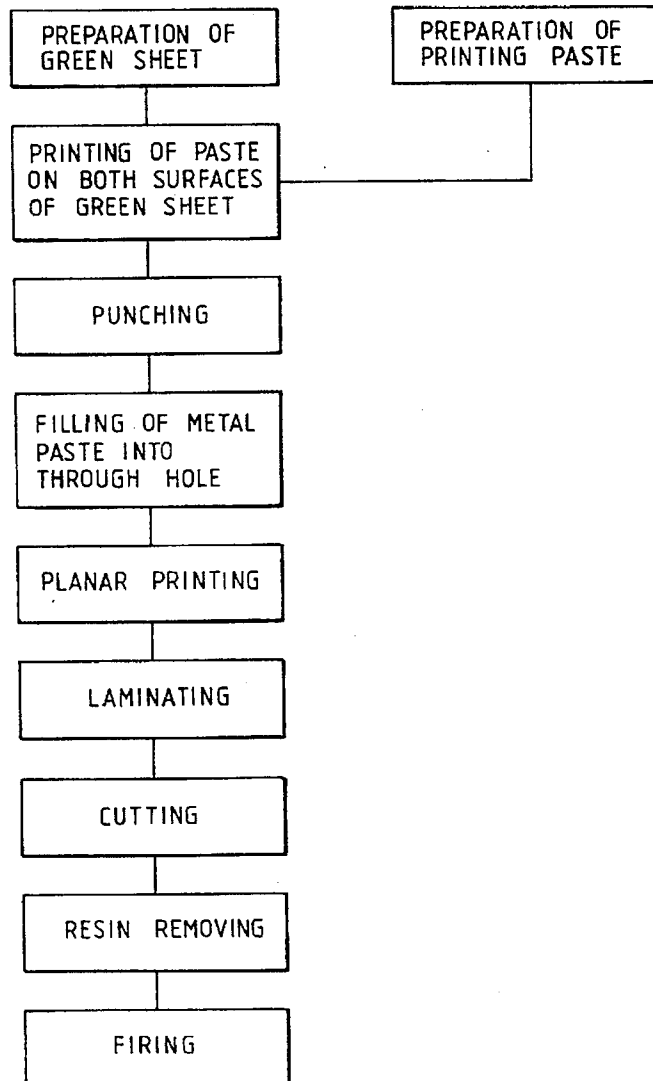 PREPARATION OF
GREEN SHEET
PREPARATION OF
PRINTING PASTE
PRINTING OF PASTE
ON BOTH SURFACES
OF GREEN SHEET
PUNCHING
FILLING OF METAL
PASTE INTO
THROUGH HOLE
PLANAR PRINTING
LAMINATING
CUTTING
RESIN REMOVING
FIRING